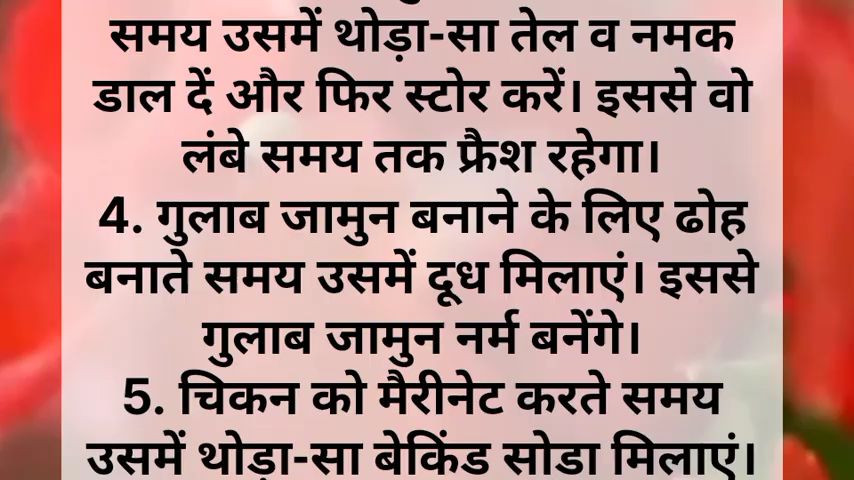 समय उसमें थोड़ा-सा तेल व नमक
डाल दें और फिर स्टोर करें। इससे वो
लंबे समय तक फ्रैश रहेगा।
4. गुलाब जामुन बनाने के लिए ढोह
बनाते समय उसमें दूध मिलाएं। इससे
गुलाब जामुन नर्म बनेंगे।
5. चिकन को मैरीनेट करते समय
उसमें थोड़ा-सा बेकिंड सोडा मिलाएं।